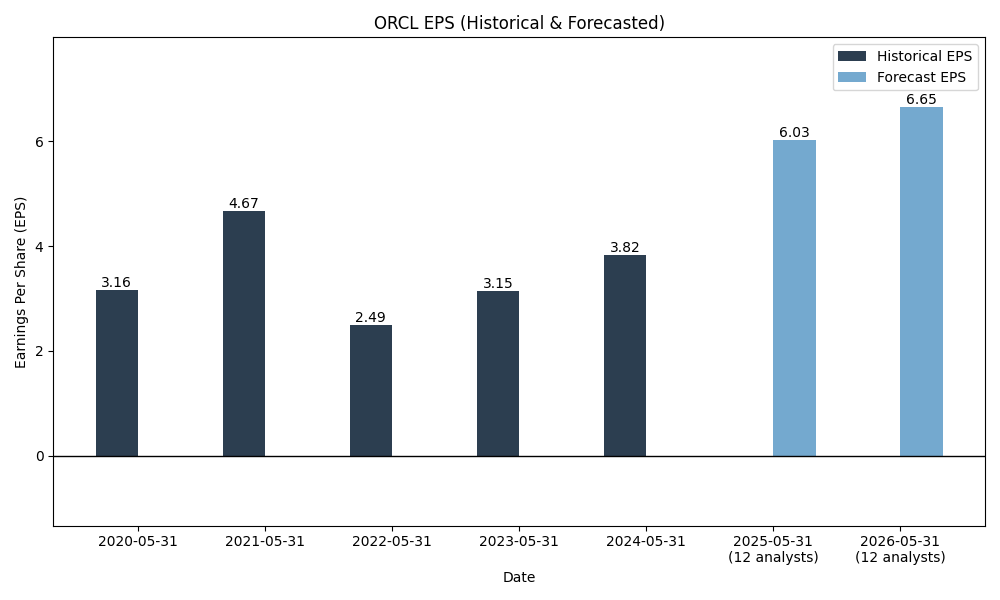 ORCL EPS (Historical & Forecasted)
Historical EPS
Forecast EPS
Earnings Per Share (EPS)
6
4
2
0
3.16
4.67
2.49
3.15
3.82
6.03
6.65
2020-05-31
2021-05-31
2022-05-31
2023-05-31
2024-05-31
2025-05-31
(12 analysts)
2026-05-31
(12 analysts)
Date